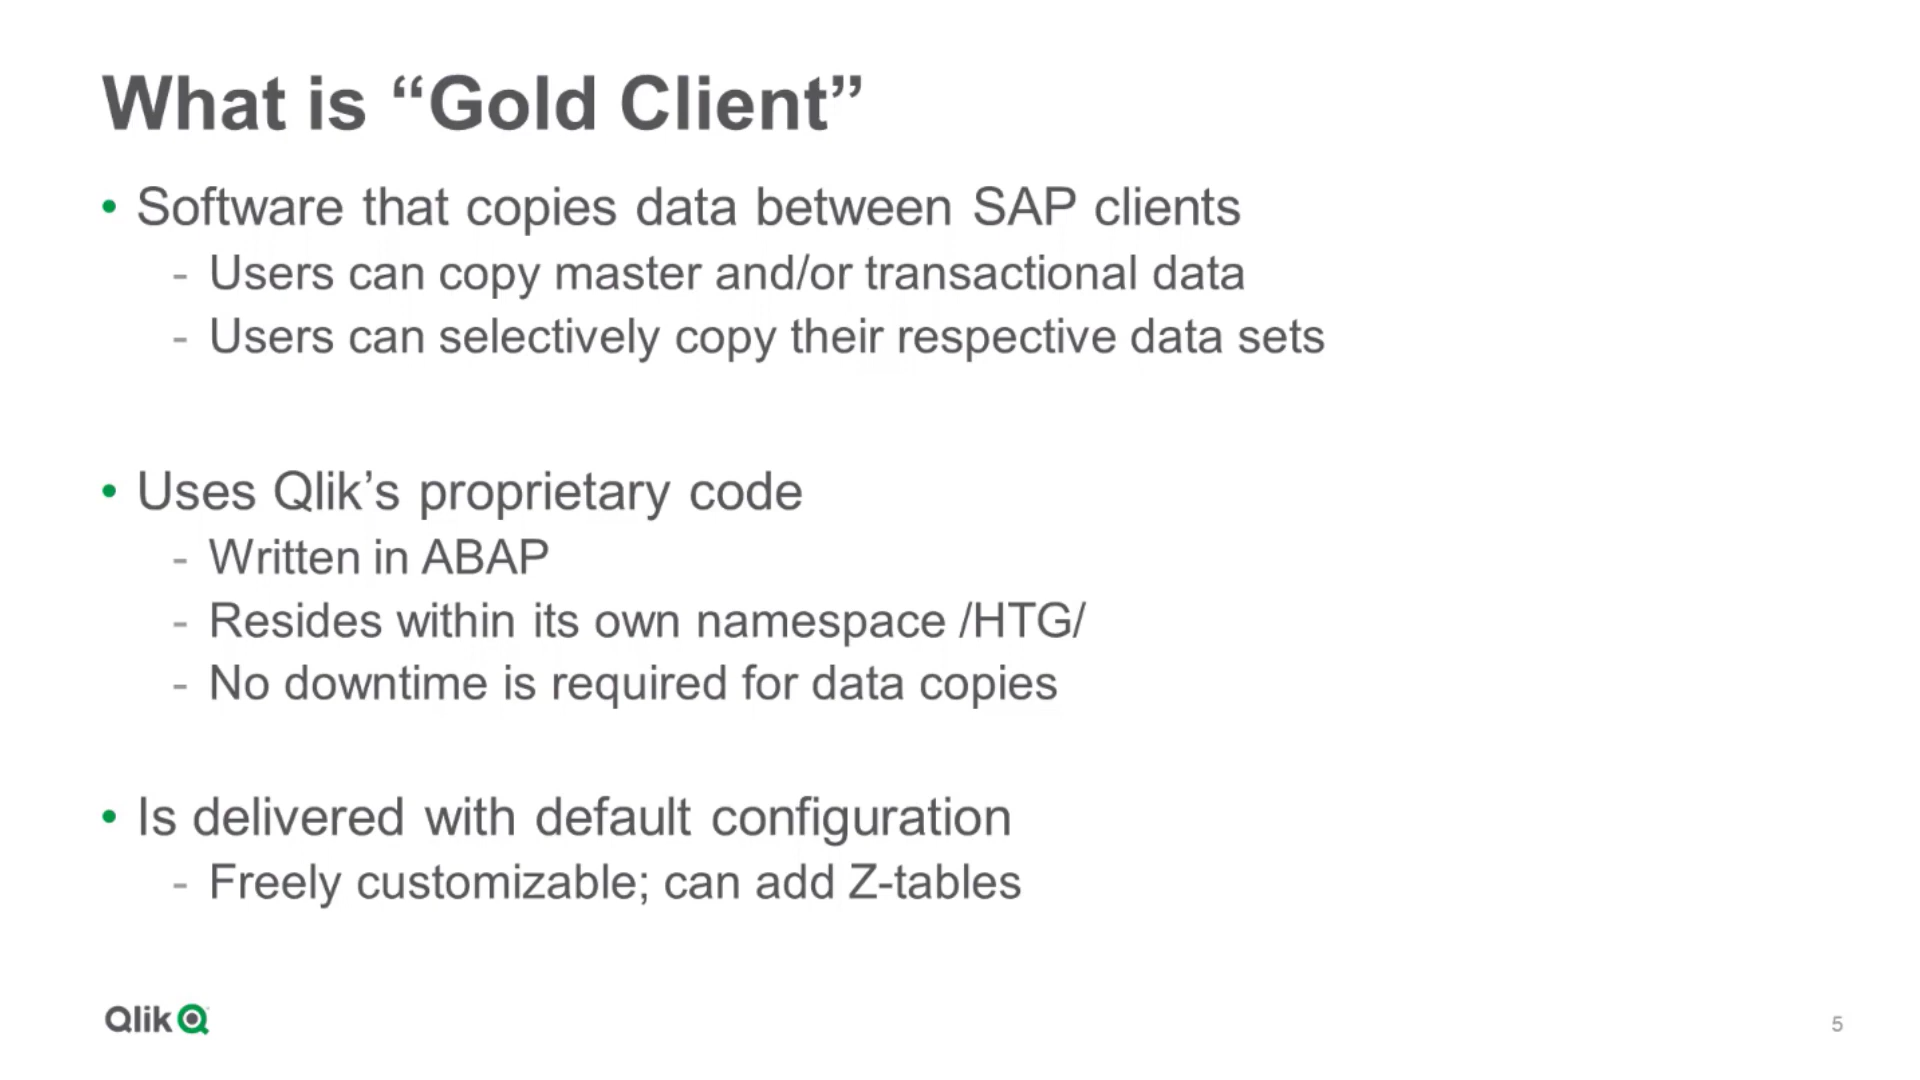 What is “Gold Client”
• Software that copies data between SAP clients
- Users can copy master and/or transactional data
- Users can selectively copy their respective data sets
• Uses Qlik’s proprietary code
- Written in ABAP
- Resides within its own namespace /HTG/
- No downtime is required for data copies
• Is delivered with default configuration
- Freely customizable; can add Z-tables
Qlik
5